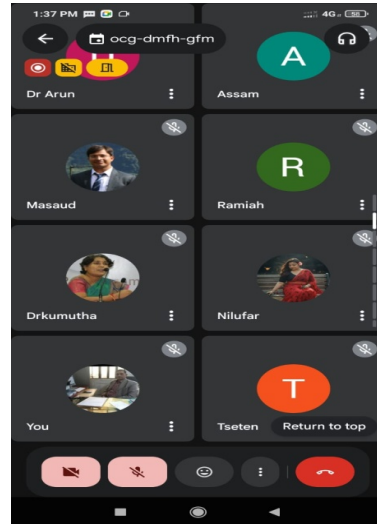 1:37 PM
4G
58
ocg-dmfh-gfm
A
Dr Arun
Assam
R
Masaud
Ramiah
Drkumutha
Nilufar
T
You
Tseten
Return to top